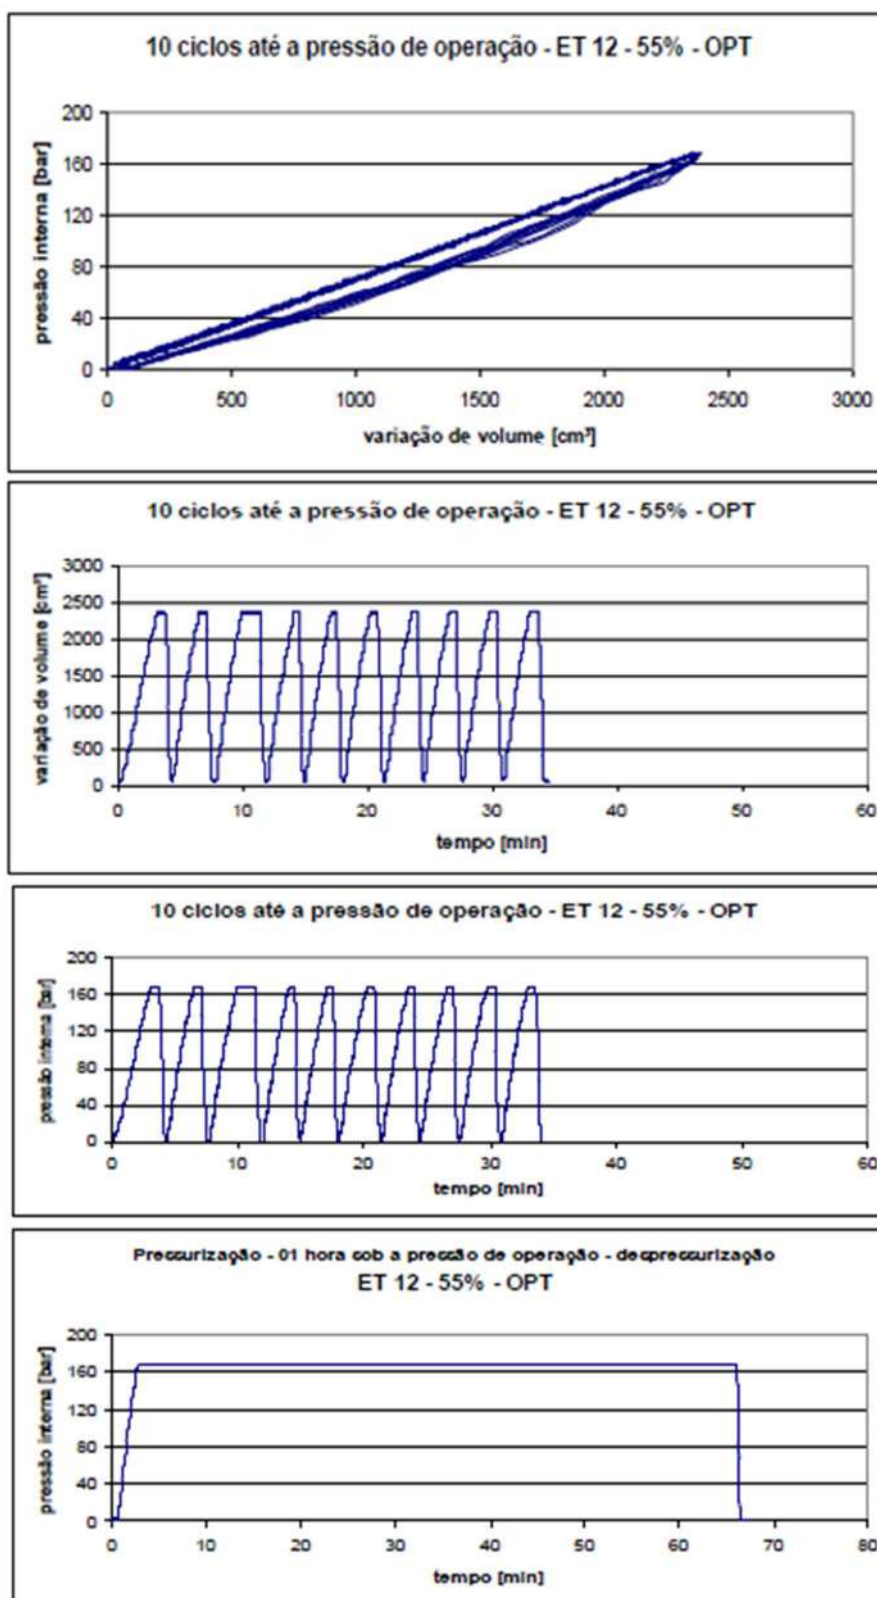 10 ciclos até a pressão de operação - ET 12 - 55% - OPT
pressão interna [bar]
200
160
120
80
40
0
0 500 1000 1500 2000 2500 3000
variação de volume [cm³]
10 ciclos até a pressão de operação - ET 12 - 55% - OPT
variação de volume [cm³]
3000
2500
2000
1500
1000
500
0
0 10 20 30 40 50 60
tempo [min]
10 ciclos até a pressão de operação - ET 12 - 55% - OPT
pressão interna [bar]
200
160
120
80
40
0
0 10 20 30 40 50 60
tempo [min]
Pressurização - 01 hora sob a pressão de operação - despressurização
ET 12 - 55% - OPT
pressão interna [bar]
200
160
120
80
40
0
0 10 20 30 40 50 60 70 80
tempo [min]